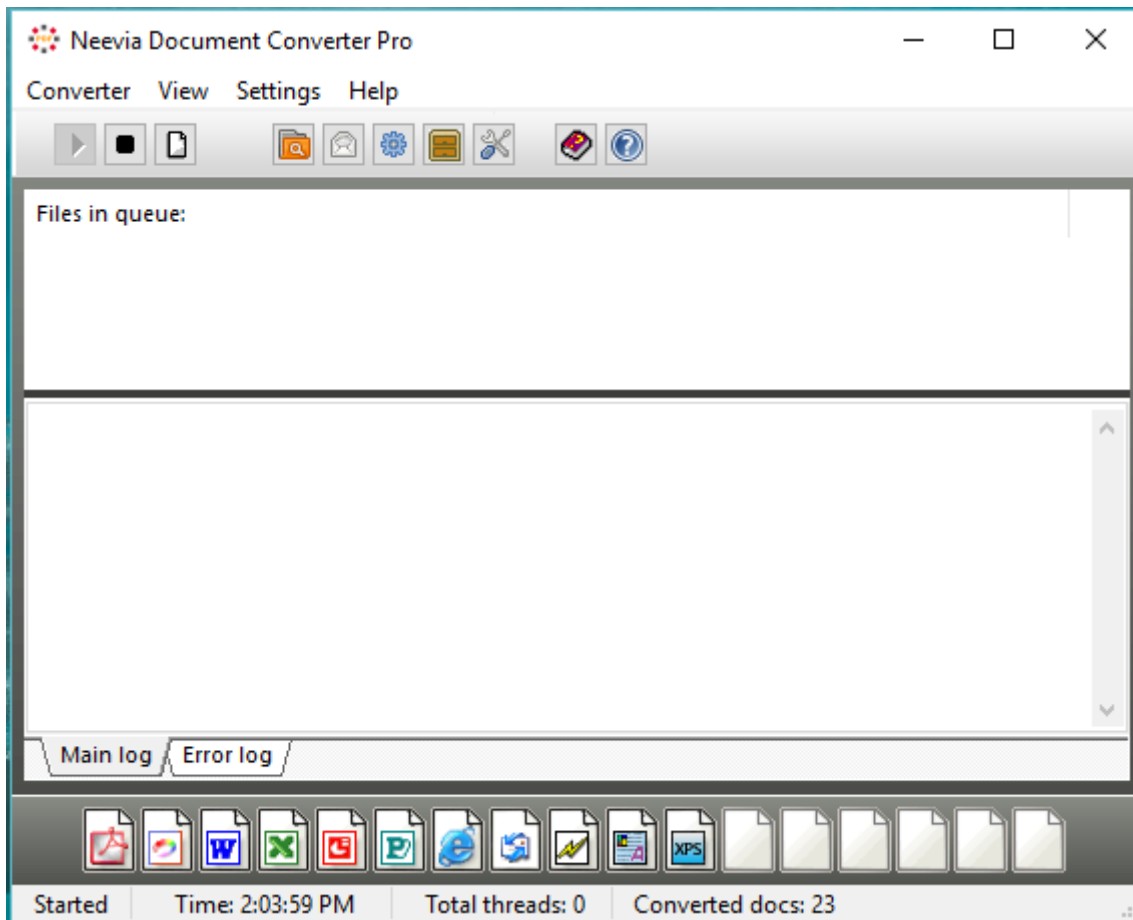 Neevia Document Converter Pro
Converter View Settings Help
Files in queue:
Main log Error log
W X P XPS
Started Time: 2:03:59 PM Total threads: 0 Converted docs: 23